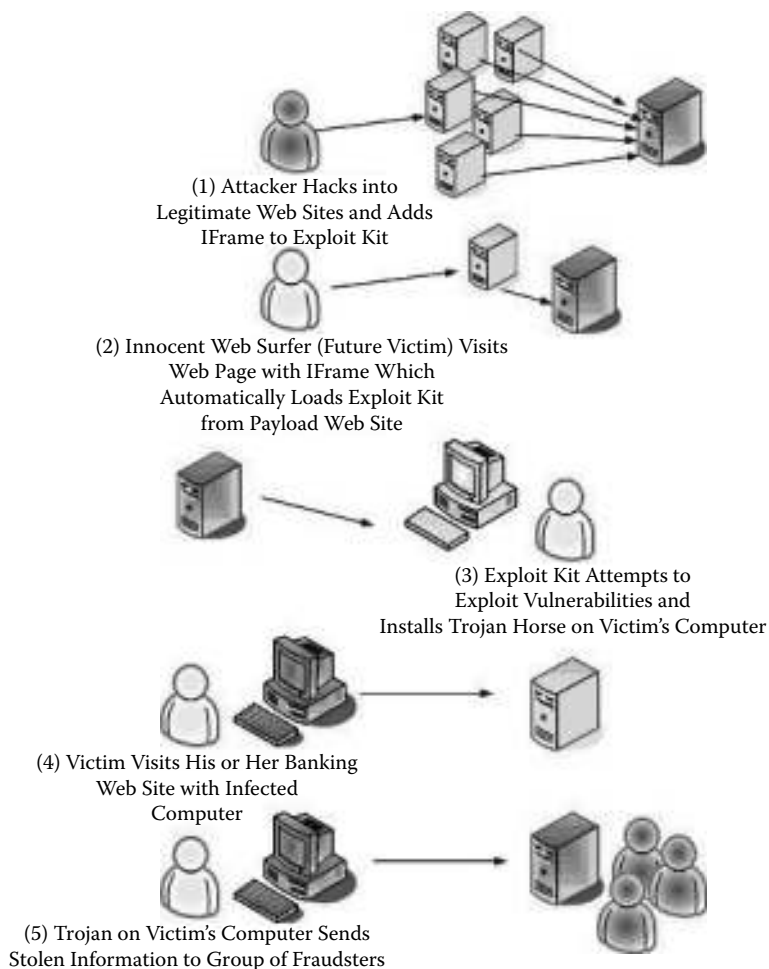 (1) Attacker Hacks into
Legitimate Web Sites and Adds
IFrame to Exploit Kit
(2) Innocent Web Surfer (Future Victim) Visits
Web Page with IFrame Which
Automatically Loads Exploit Kit
from Payload Web Site
(3) Exploit Kit Attempts to
Exploit Vulnerabilities and
Installs Trojan Horse on Victim’s Computer
(4) Victim Visits His or Her Banking
Web Site with Infected
Computer
(5) Trojan on Victim’s Computer Sends
Stolen Information to Group of Fraudsters